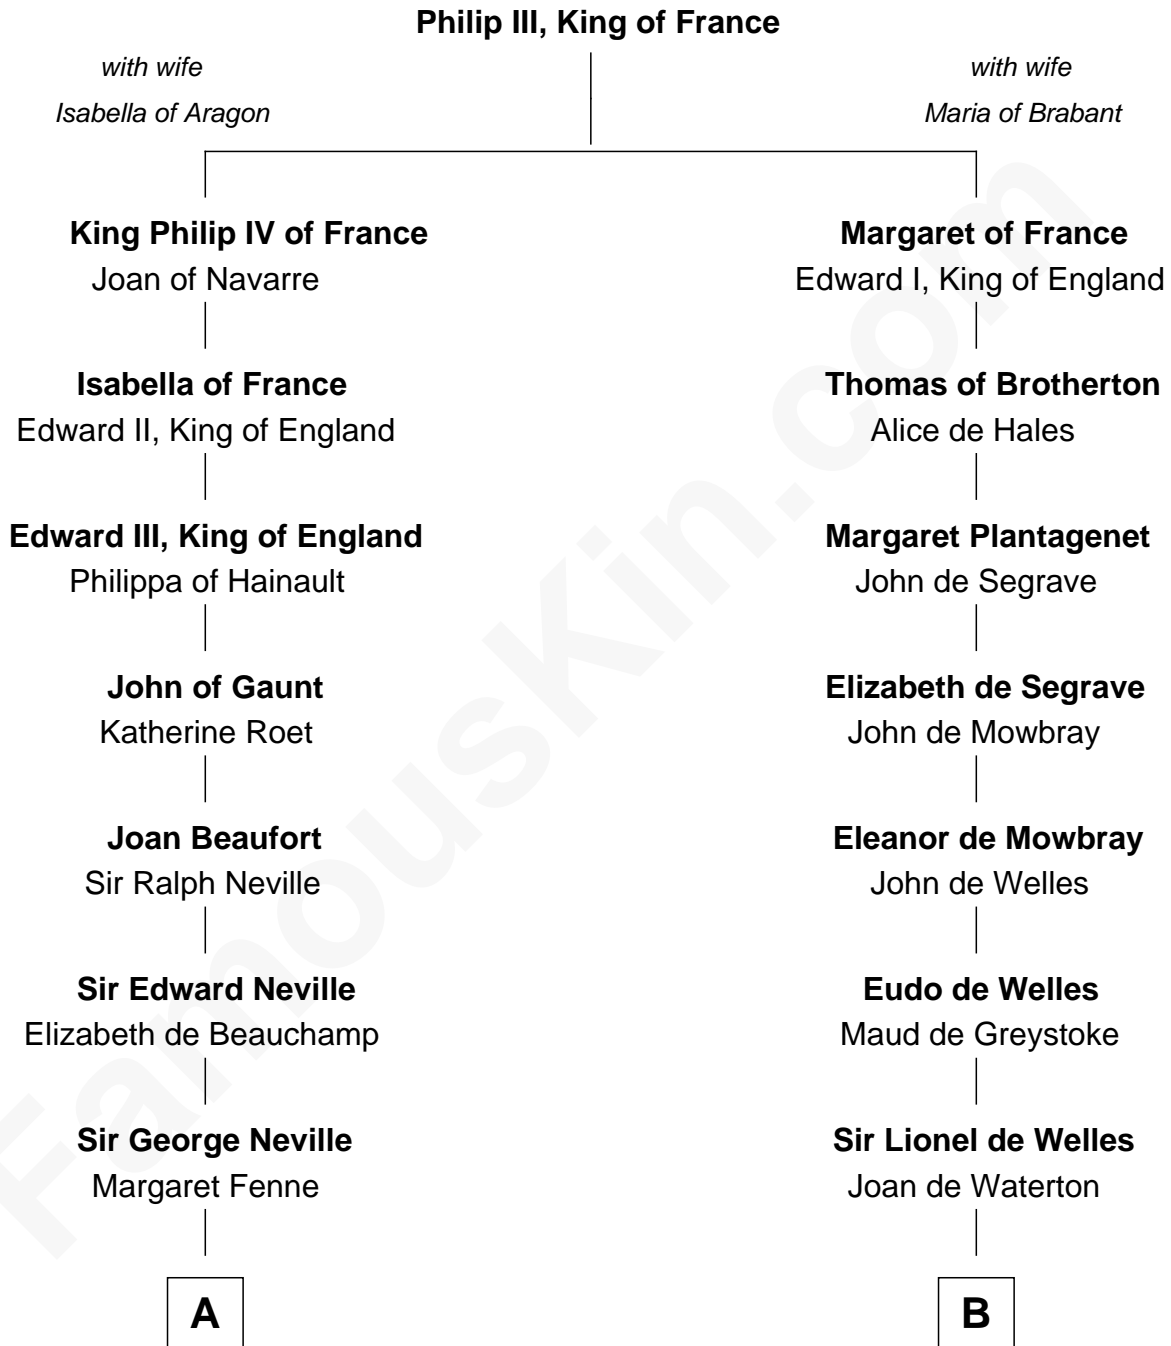 Philip III, King of France
with wife
Isabella of Aragon
with wife
Maria of Brabant
King Philip IV of France
Joan of Navarre
Margaret of France
Edward I, King of England
Isabella of France
Edward II, King of England
Thomas of Brotherton
Alice de Hales
Edward III, King of England
Philippa of Hainault
Margaret Plantagenet
John de Segrave
John of Gaunt
Katherine Roet
Elizabeth de Segrave
John de Mowbray
Joan Beaufort
Sir Ralph Neville
Eleanor de Mowbray
John de Welles
Sir Edward Neville
Elizabeth de Beauchamp
Eudo de Welles
Maud de Greystoke
Sir George Neville
Margaret Fenne
Sir Lionel de Welles
Joan de Waterton
A
B
FamousKin.com